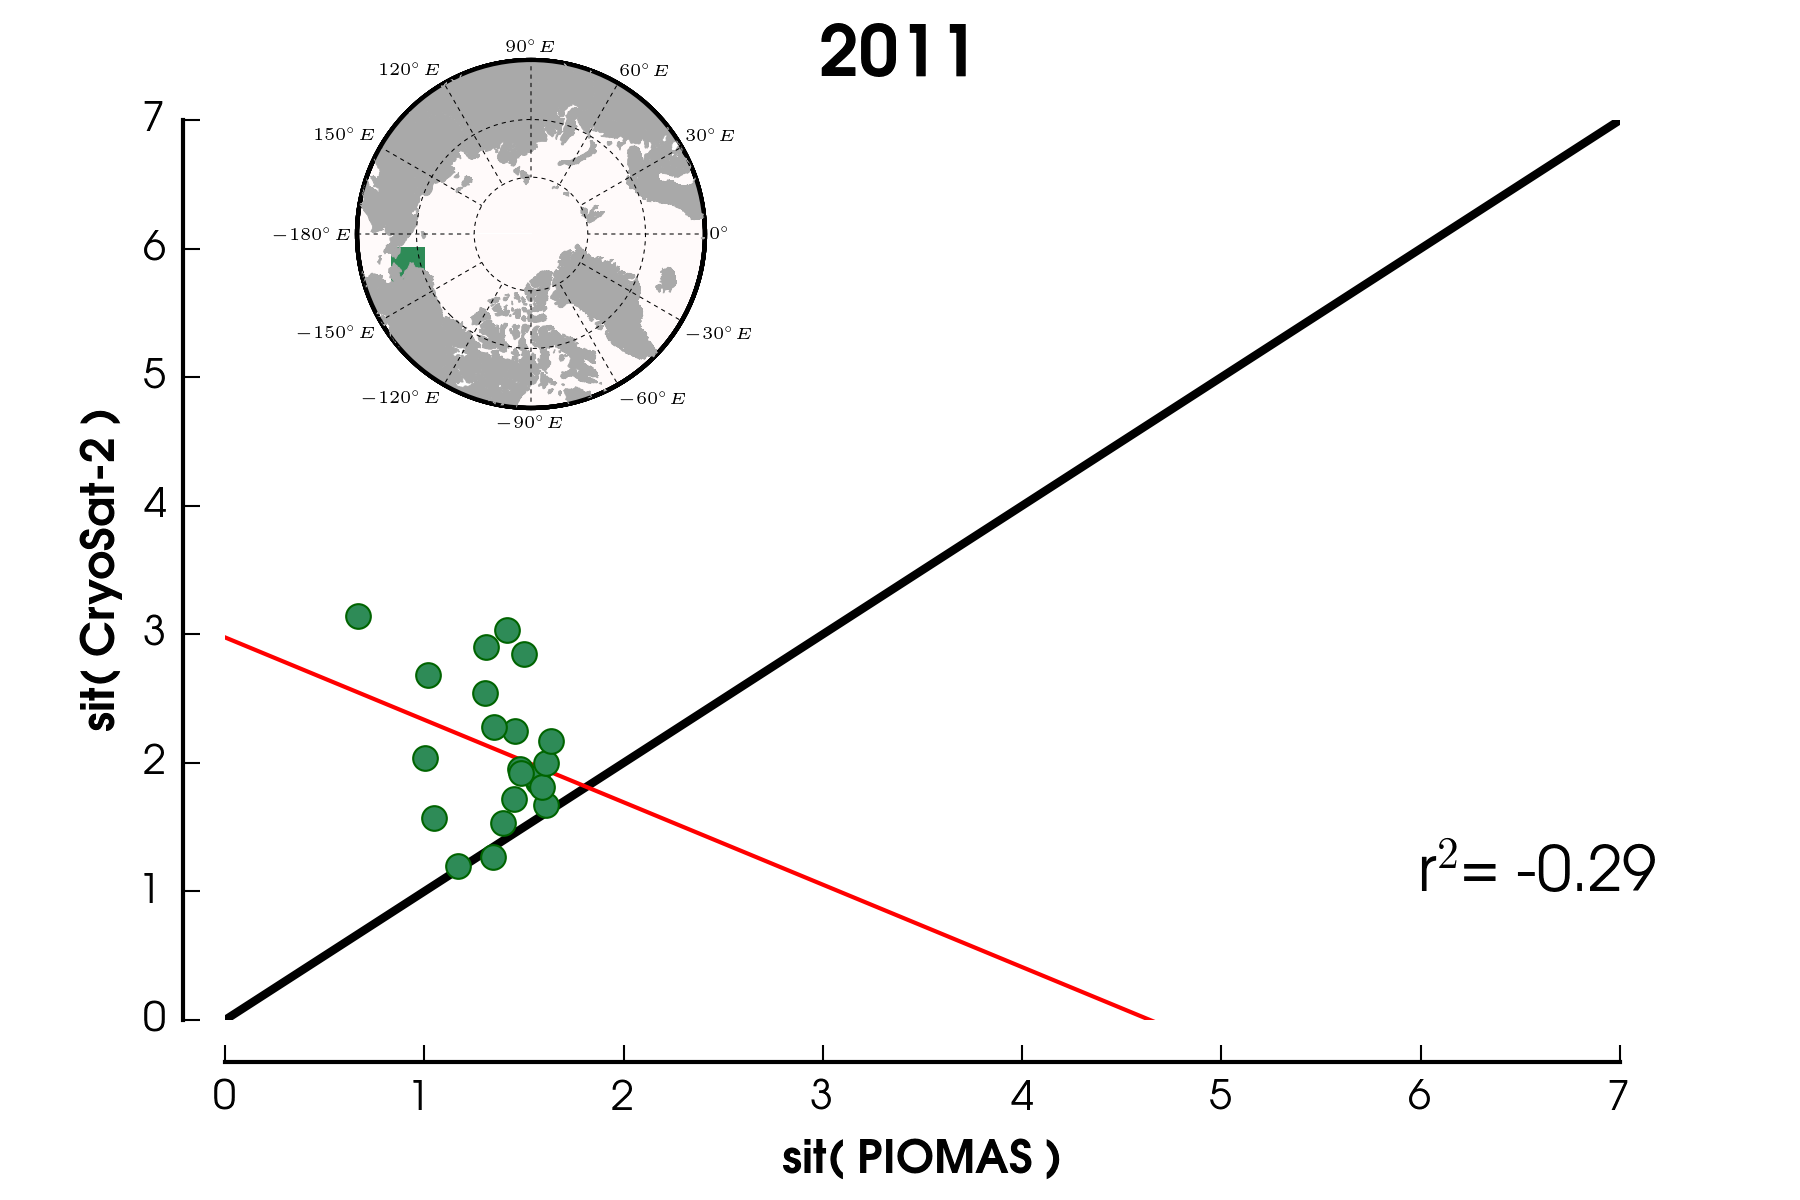 2011
90° E
120° E
60° E
150° E
30° E
−180° E
0°
−150° E
−30° E
−120° E
−60° E
−90° E
7
6
5
4
3
2
1
0
sit( CryoSat-2 )
r²= -0.29
0 1 2 3 4 5 6 7
sit( PIOMAS )